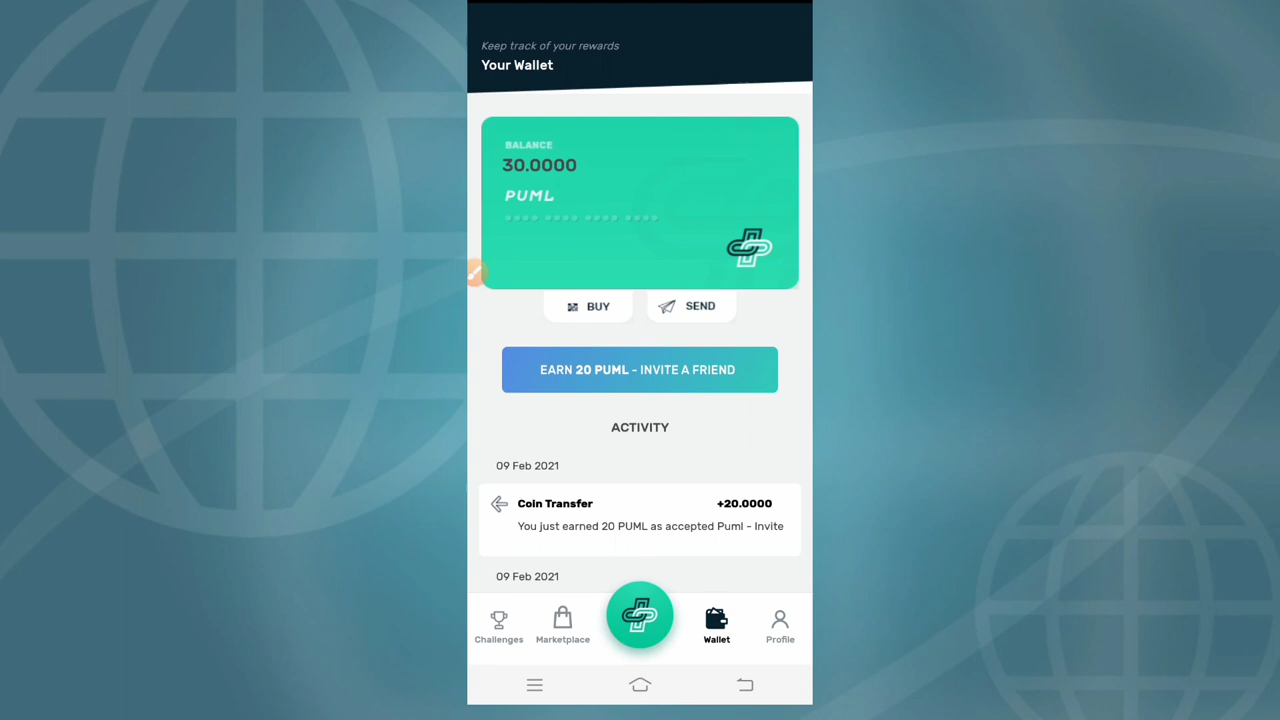 Keep track of your rewards
Your Wallet
BALANCE
30.0000
PUML
BUY
SEND
EARN 20 PUML - INVITE A FRIEND
ACTIVITY
09 Feb 2021
Coin Transfer +20.0000
You just earned 20 PUML as accepted Puml - Invite
09 Feb 2021
Challenges
Marketplace
Wallet
Profile